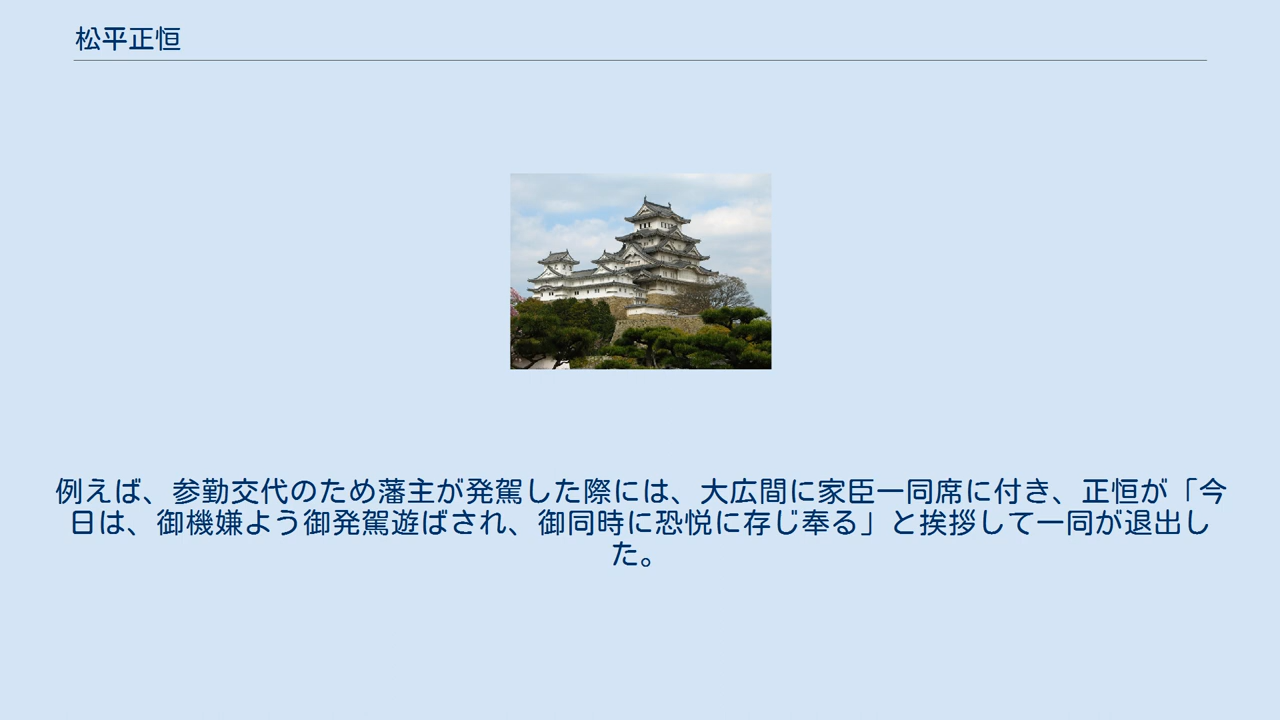 松平正恒
例えば、参勤交代のため藩主が発駕した際には、大広間に家臣一同席に付き、正恒が「今
日は、御機嫌よう御発駕遊ばされ、御同時に恐悦に存じ奉る」と挨拶して一同が退出し
た。